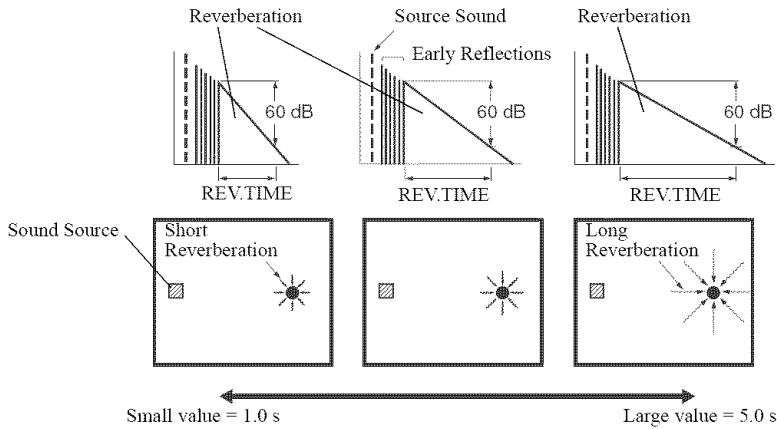 Reverberation
Source Sound
Reverberation
Early Reflections
60 dB
60 dB
60 dB
REV.TIME
REV.TIME
REV.TIME
Sound Source
Short
Reverberation
Long
Reverberation
Small value = 1.0 s
Large value = 5.0 s